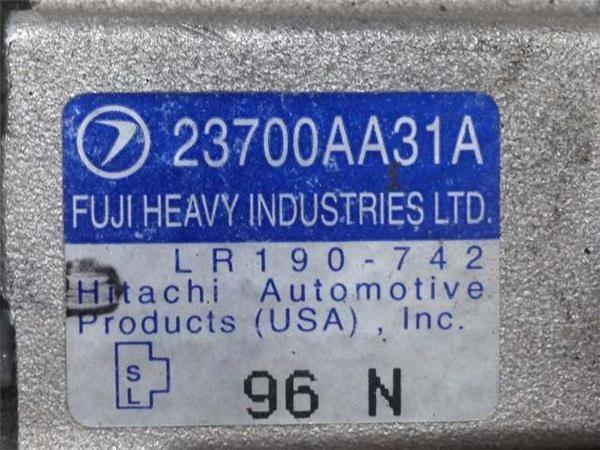 23700AA31A
FUJI HEAVY INDUSTRIES LTD.
LR190-742
Hitachi Automotive
Products (USA), Inc.
S
L
96 N